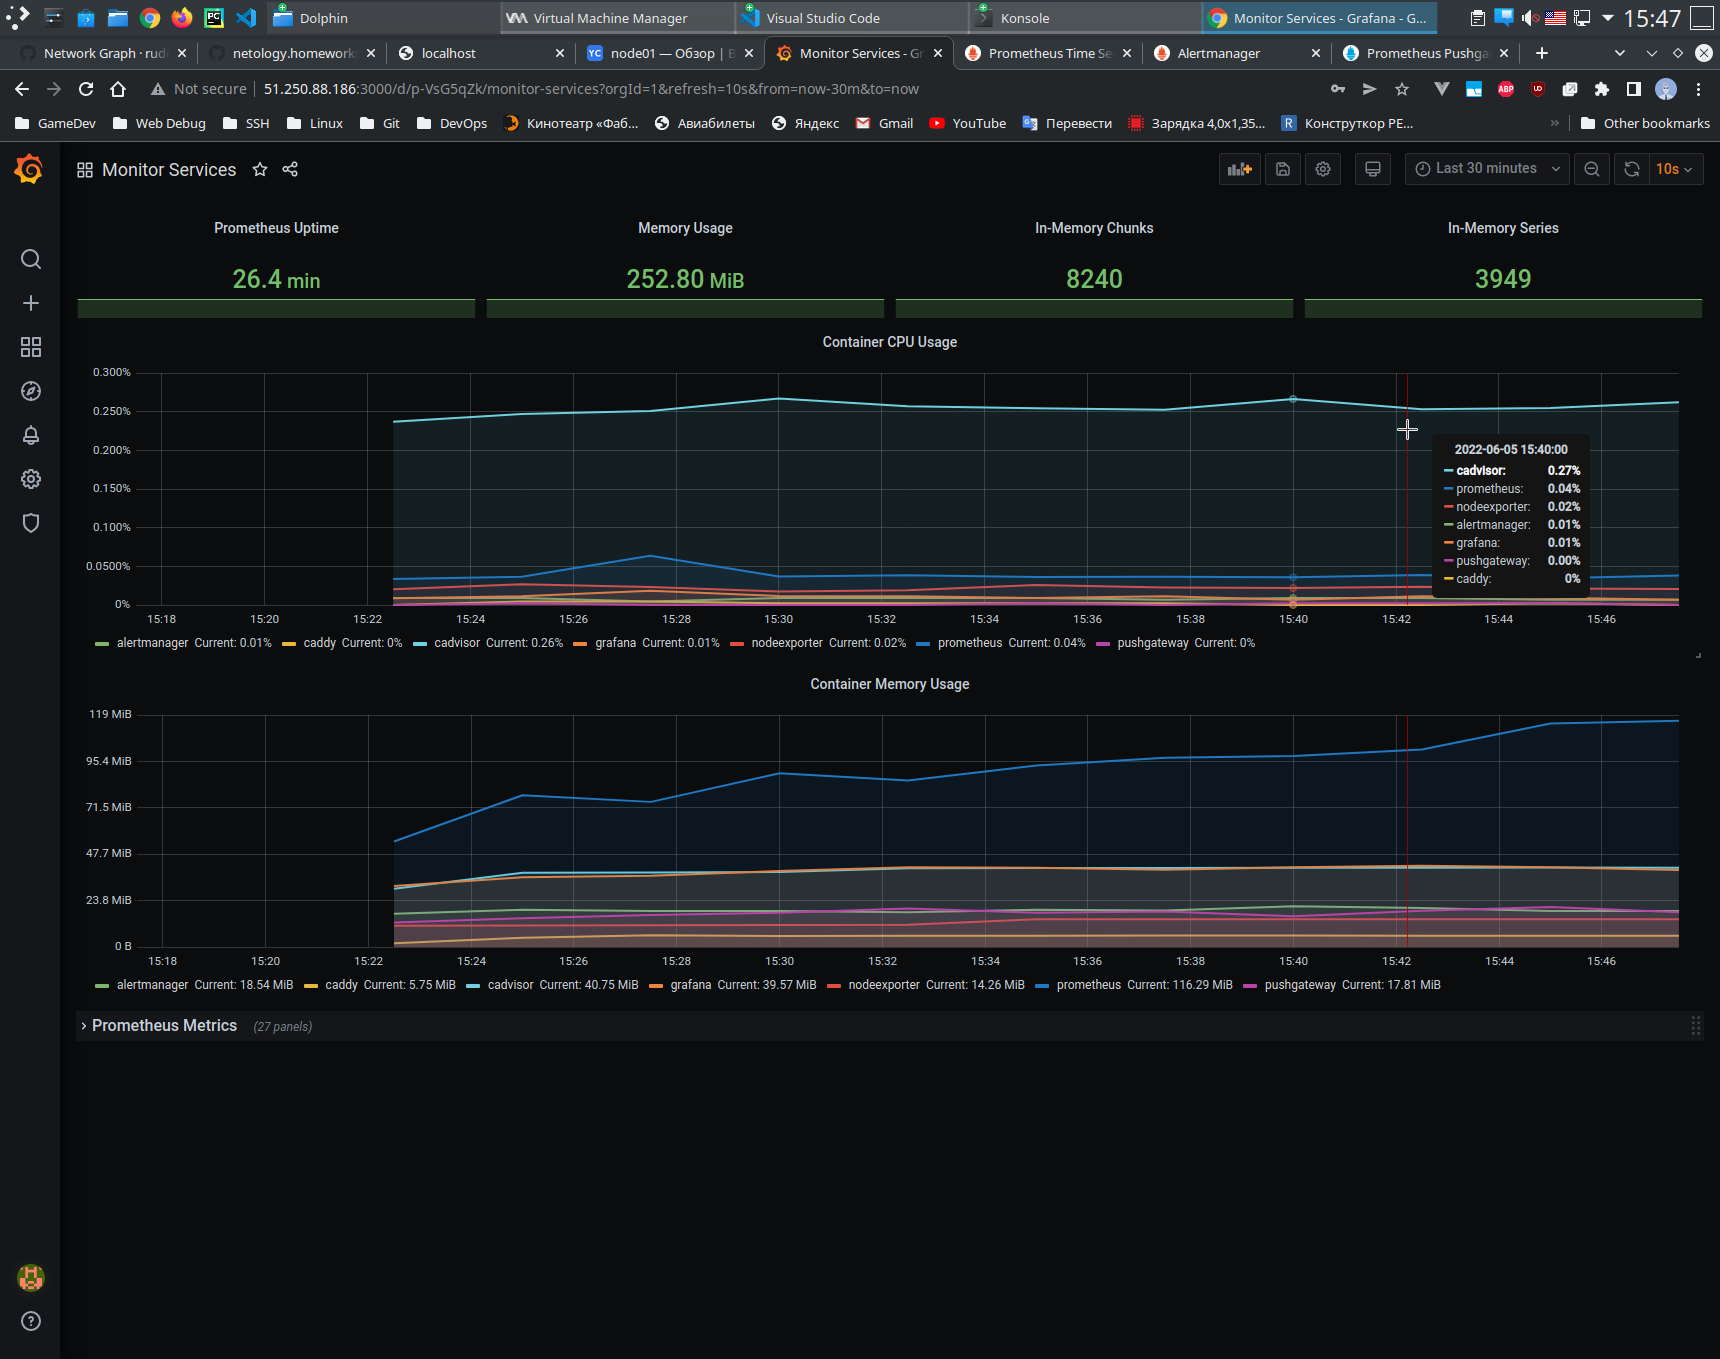 Dolphin
Virtual Machine Manager
Visual Studio Code
Konsole
Monitor Services - Grafana - G...
15:47
Network Graph · rud
netology.homework
localhost
YC node01 — Обзор | B
Monitor Services - Gr
Prometheus Time Se
Alertmanager
Prometheus Pushga
Not secure 51.250.88.186:3000/d/p-VsG5qZk/monitor-services?orgId=1&refresh=10s&from=now-30m&to=now
ABP
GameDev
Web Debug
SSH
Linux
Git
DevOps
Кинотеатр «Фаб...
Авиабилеты
Яндекс
Gmail
YouTube
Перевести
Зарядка 4,0x1,35...
R Конструткор РЕ...
»
Other bookmarks
Monitor Services
Last 30 minutes
10s
Prometheus Uptime
Memory Usage
In-Memory Chunks
In-Memory Series
26.4 min
252.80 MiB
8240
3949
Container CPU Usage
0.300%
0.250%
0.200%
0.150%
0.100%
0.0500%
0%
2022-06-05 15:40:00
cadvisor: 0.27%
prometheus: 0.04%
nodeexporter: 0.02%
alertmanager: 0.01%
grafana: 0.01%
pushgateway: 0.00%
caddy: 0%
15:18 15:20 15:22 15:24 15:26 15:28 15:30 15:32 15:34 15:36 15:38 15:40 15:42 15:44 15:46
alertmanager Current: 0.01% caddy Current: 0% cadvisor Current: 0.26% grafana Current: 0.01% nodeexporter Current: 0.02% prometheus Current: 0.04% pushgateway Current: 0%
Container Memory Usage
119 MiB
95.4 MiB
71.5 MiB
47.7 MiB
23.8 MiB
0 B
15:18 15:20 15:22 15:24 15:26 15:28 15:30 15:32 15:34 15:36 15:38 15:40 15:42 15:44 15:46
alertmanager Current: 18.54 MiB caddy Current: 5.75 MiB cadvisor Current: 40.75 MiB grafana Current: 39.57 MiB nodeexporter Current: 14.26 MiB prometheus Current: 116.29 MiB pushgateway Current: 17.81 MiB
Prometheus Metrics (27 panels)